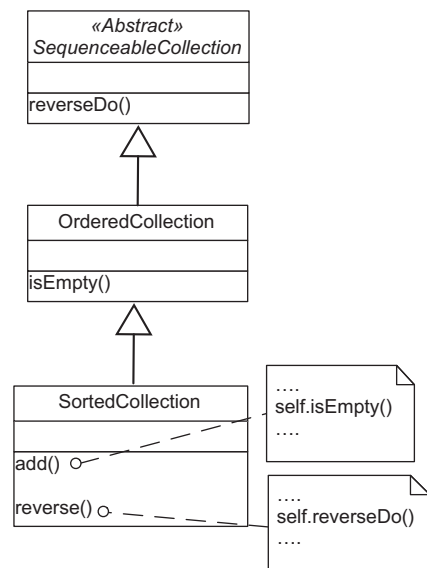 «Abstract»
SequenceableCollection
reverseDo()
OrderedCollection
isEmpty()
SortedCollection
add()
reverse()
....
self.isEmpty()
....
....
self.reverseDo()
....